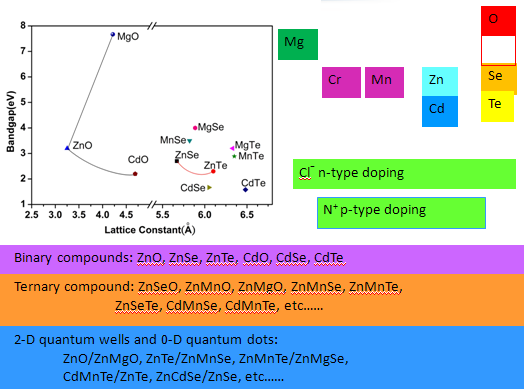 8
7
6
5
4
3
2
1
Bandgap(eV)
MgO
ZnO
CdO
MgSe
MnSe
ZnSe
ZnTe
CdSe
MgTe
MnTe
CdTe
2.5 3.0 3.5 4.0 4.5 5.5 6.0 6.5
Lattice Constant(Å)
O
Mg
Cr Mn Zn Se
Cd Te
Cl⁻ n-type doping
N⁺ p-type doping
Binary compounds: ZnO, ZnSe, ZnTe, CdO, CdSe, CdTe
Ternary compound: ZnSeO, ZnMnO, ZnMgO, ZnMnSe, ZnMnTe,
ZnSeTe, CdMnSe, CdMnTe, etc......
2-D quantum wells and 0-D quantum dots:
ZnO/ZnMgO, ZnTe/ZnMnSe, ZnMnTe/ZnMgSe,
CdMnTe/ZnTe, ZnCdSe/ZnSe, etc......